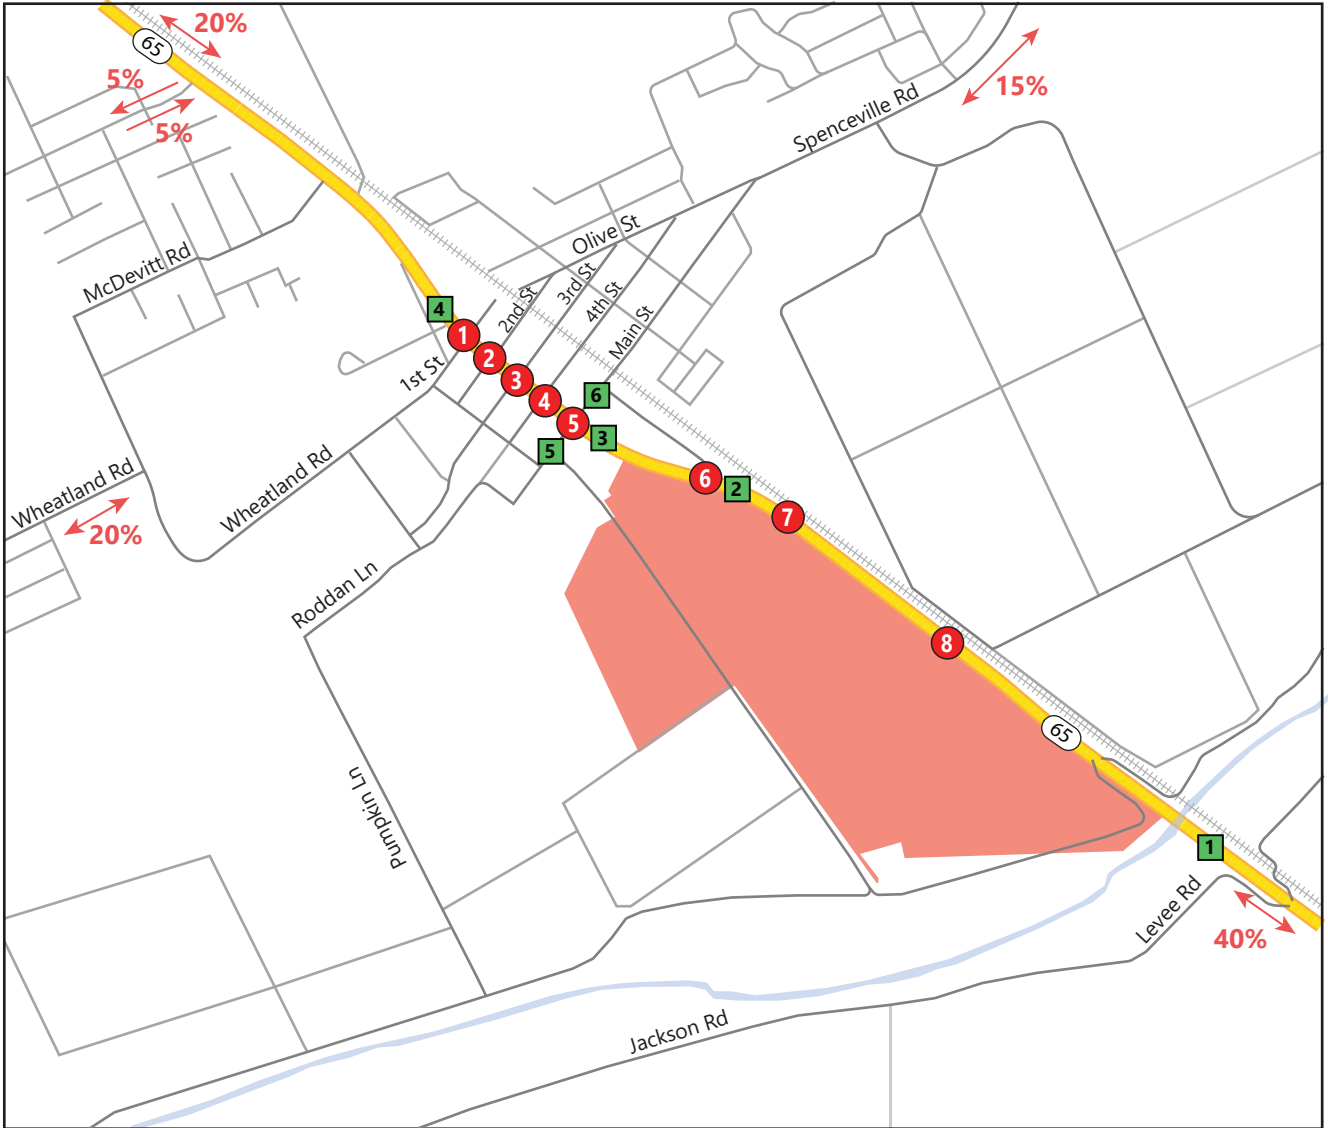 20%
65
5%
5%
15%
Spenceville Rd
Olive St
McDevitt Rd
3rd St
2nd St
4th St
Main St
4
1
2
3
4
5
6
1st St
3
5
6
2
7
Wheatland Rd
Wheatland Rd
20%
Roddan Ln
8
65
Pumpkin Ln
1
Levee Rd
40%
Jackson Rd